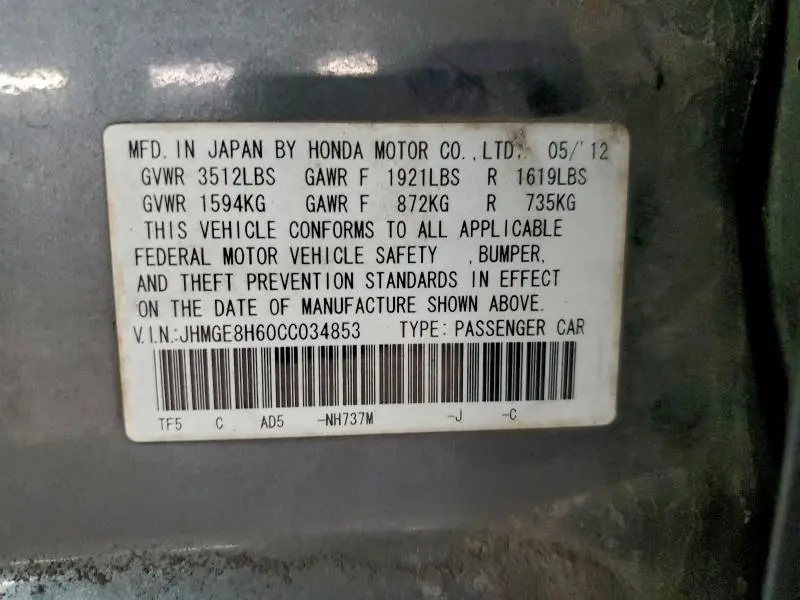 MFD. IN JAPAN BY HONDA MOTOR CO.,LTD. 05/'12
GVWR 3512LBS GAWR F 1921LBS R 1619LBS
GVWR 1594KG GAWR F 872KG R 735KG
THIS VEHICLE CONFORMS TO ALL APPLICABLE
FEDERAL MOTOR VEHICLE SAFETY ,BUMPER,
AND THEFT PREVENTION STANDARDS IN EFFECT
ON THE DATE OF MANUFACTURE SHOWN ABOVE.
V.I.N.:JHMGE8H60CC034853 TYPE: PASSENGER CAR
TF5 C AD5 -NH737M -J -C